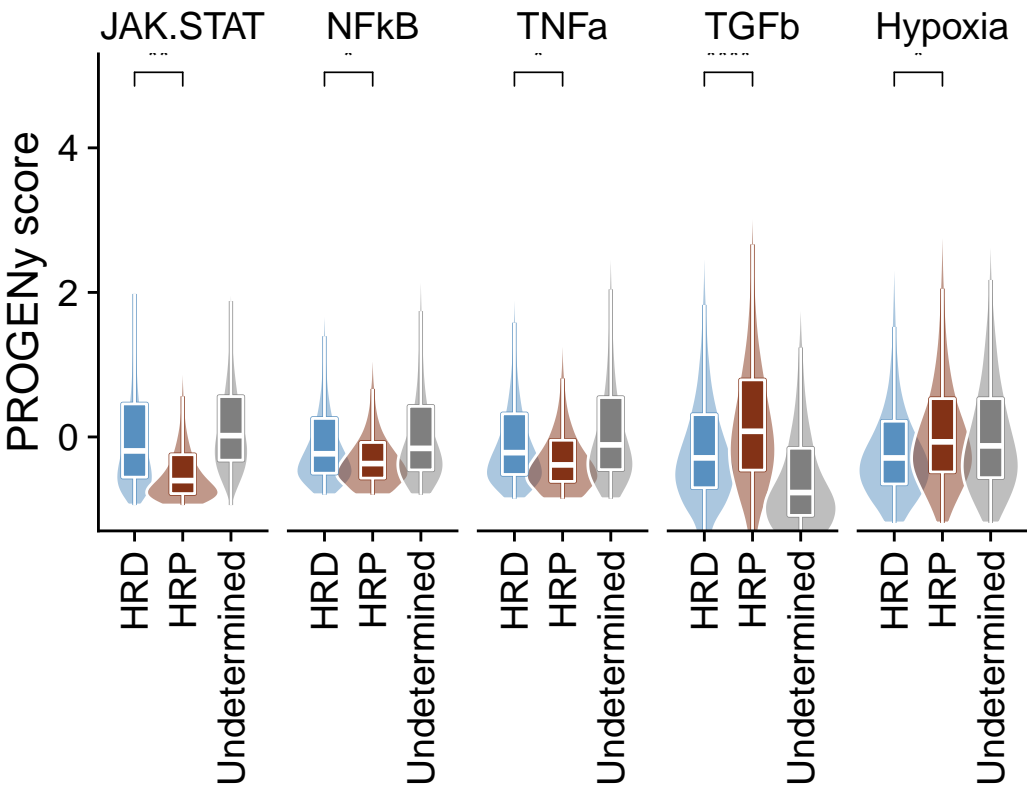 JAK.STAT NFkB TNFa TGFb Hypoxia
** * * **** *
PROGENy score
4
2
0
HRD HRP Undetermined HRD HRP Undetermined HRD HRP Undetermined HRD HRP Undetermined HRD HRP Undetermined